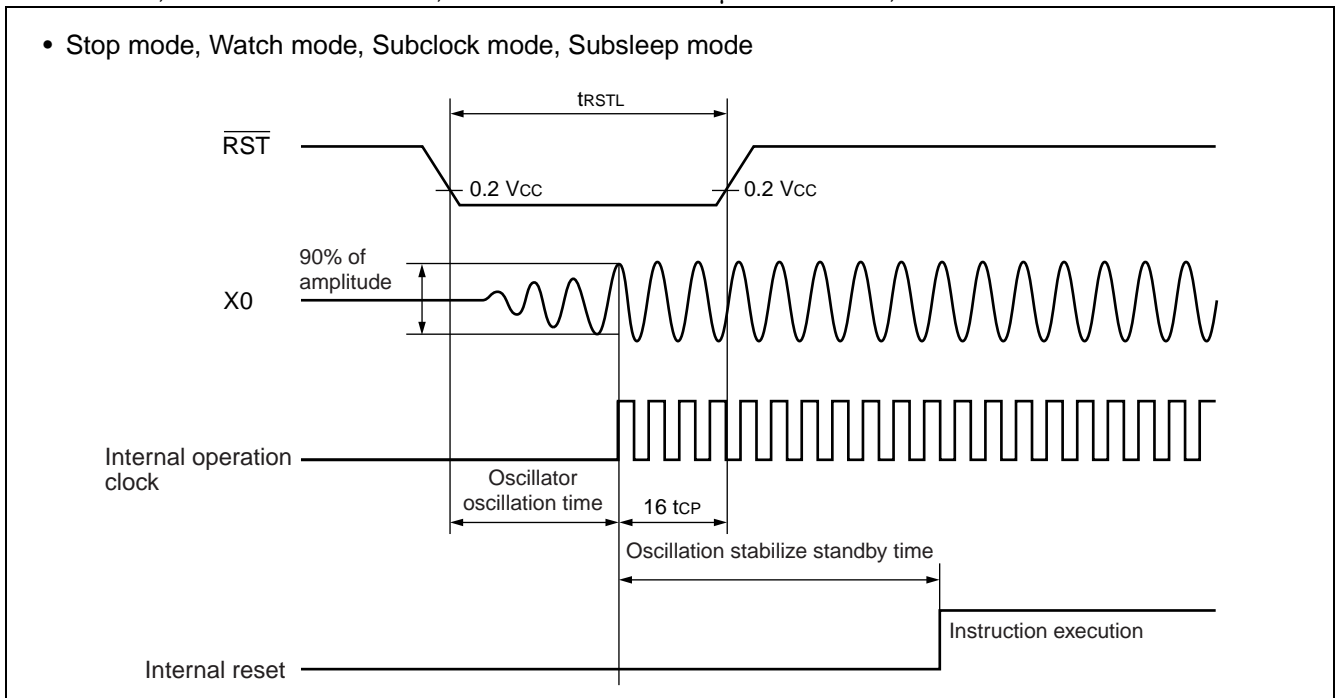 • Stop mode, Watch mode, Subclock mode, Subsleep mode
tRSTL
RST
0.2 VCC
0.2 VCC
90% of
amplitude
X0
Internal operation
clock
Oscillator
oscillation time
16 tCP
Oscillation stabilize standby time
Instruction execution
Internal reset